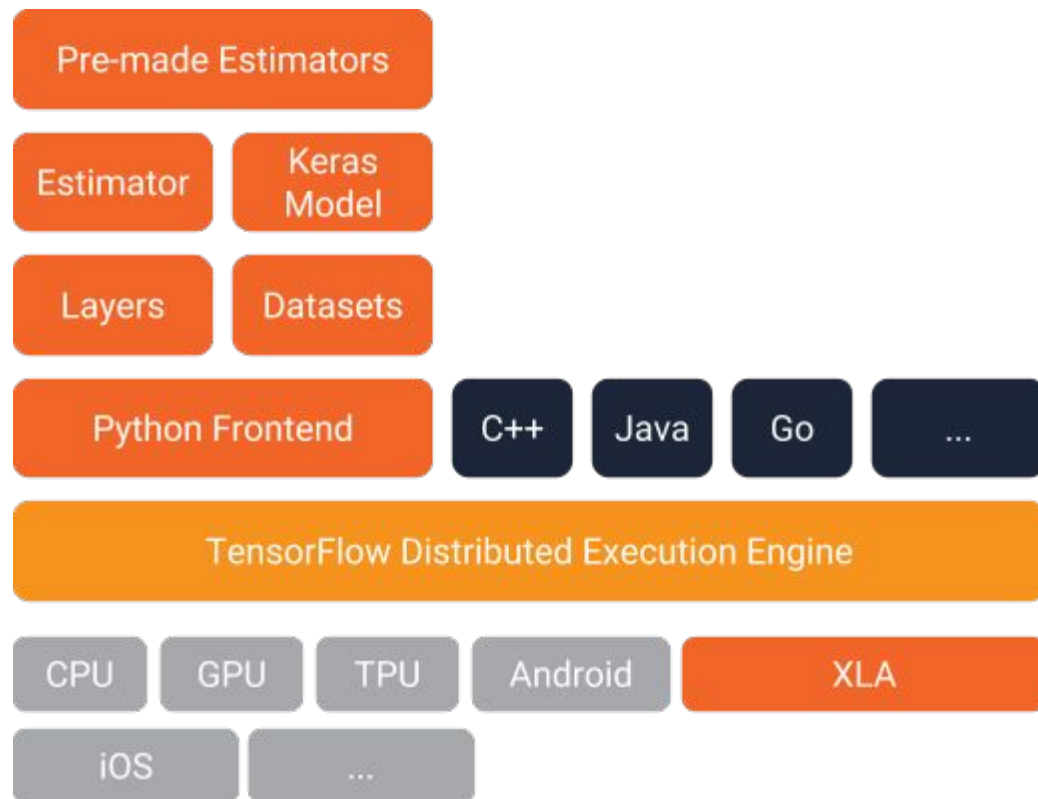 Pre-made Estimators
Estimator
Keras
Model
Layers
Datasets
Python Frontend
C++
Java
Go
...
TensorFlow Distributed Execution Engine
CPU
GPU
TPU
Android
XLA
iOS
...